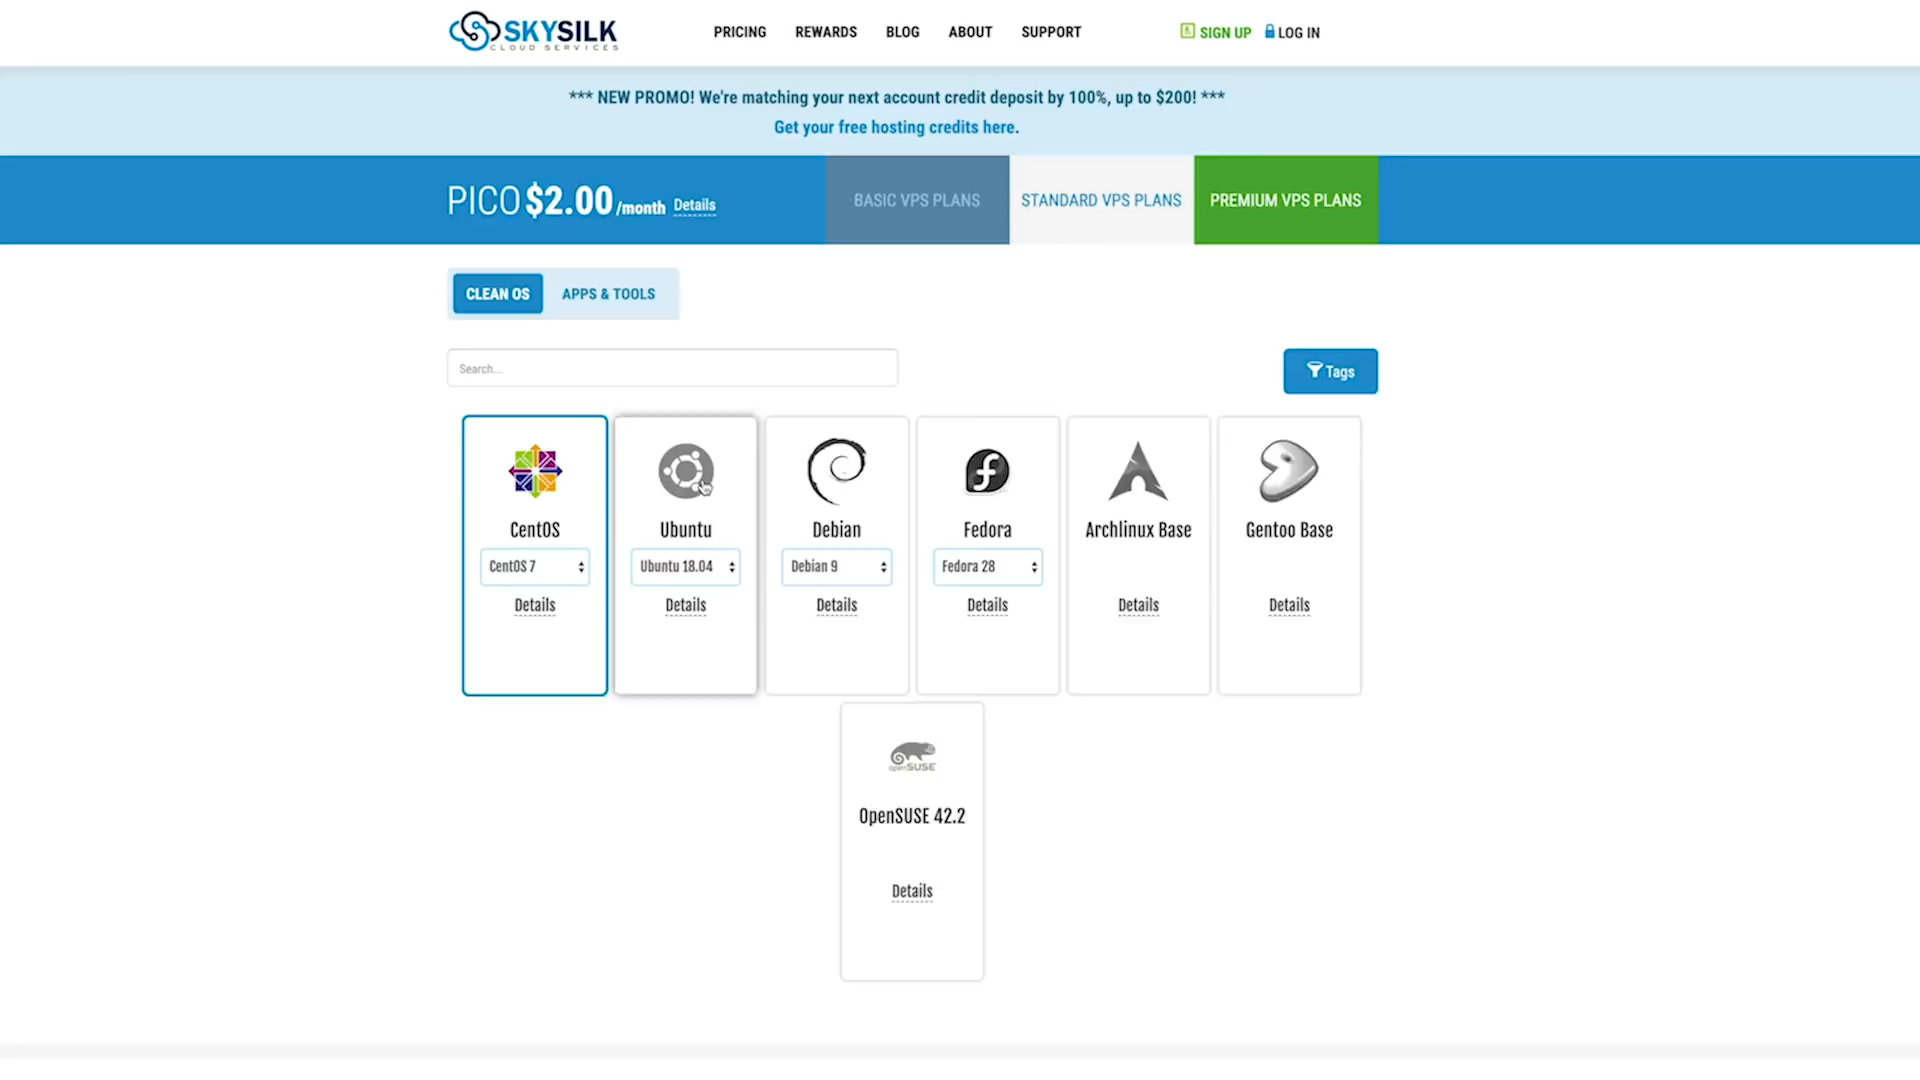 SKYSILK
CLOUD SERVICES
PRICING REWARDS BLOG ABOUT SUPPORT
SIGN UP LOG IN
*** NEW PROMO! We're matching your next account credit deposit by 100%, up to $200! ***
Get your free hosting credits here.
PICO $2.00 /month Details
BASIC VPS PLANS STANDARD VPS PLANS PREMIUM VPS PLANS
CLEAN OS APPS & TOOLS
Search...
Tags
CentOS Ubuntu Debian Fedora Archlinux Base Gentoo Base
CentOS 7 Ubuntu 18.04 Debian 9 Fedora 28
Details Details Details Details Details Details
openSUSE
OpenSUSE 42.2
Details